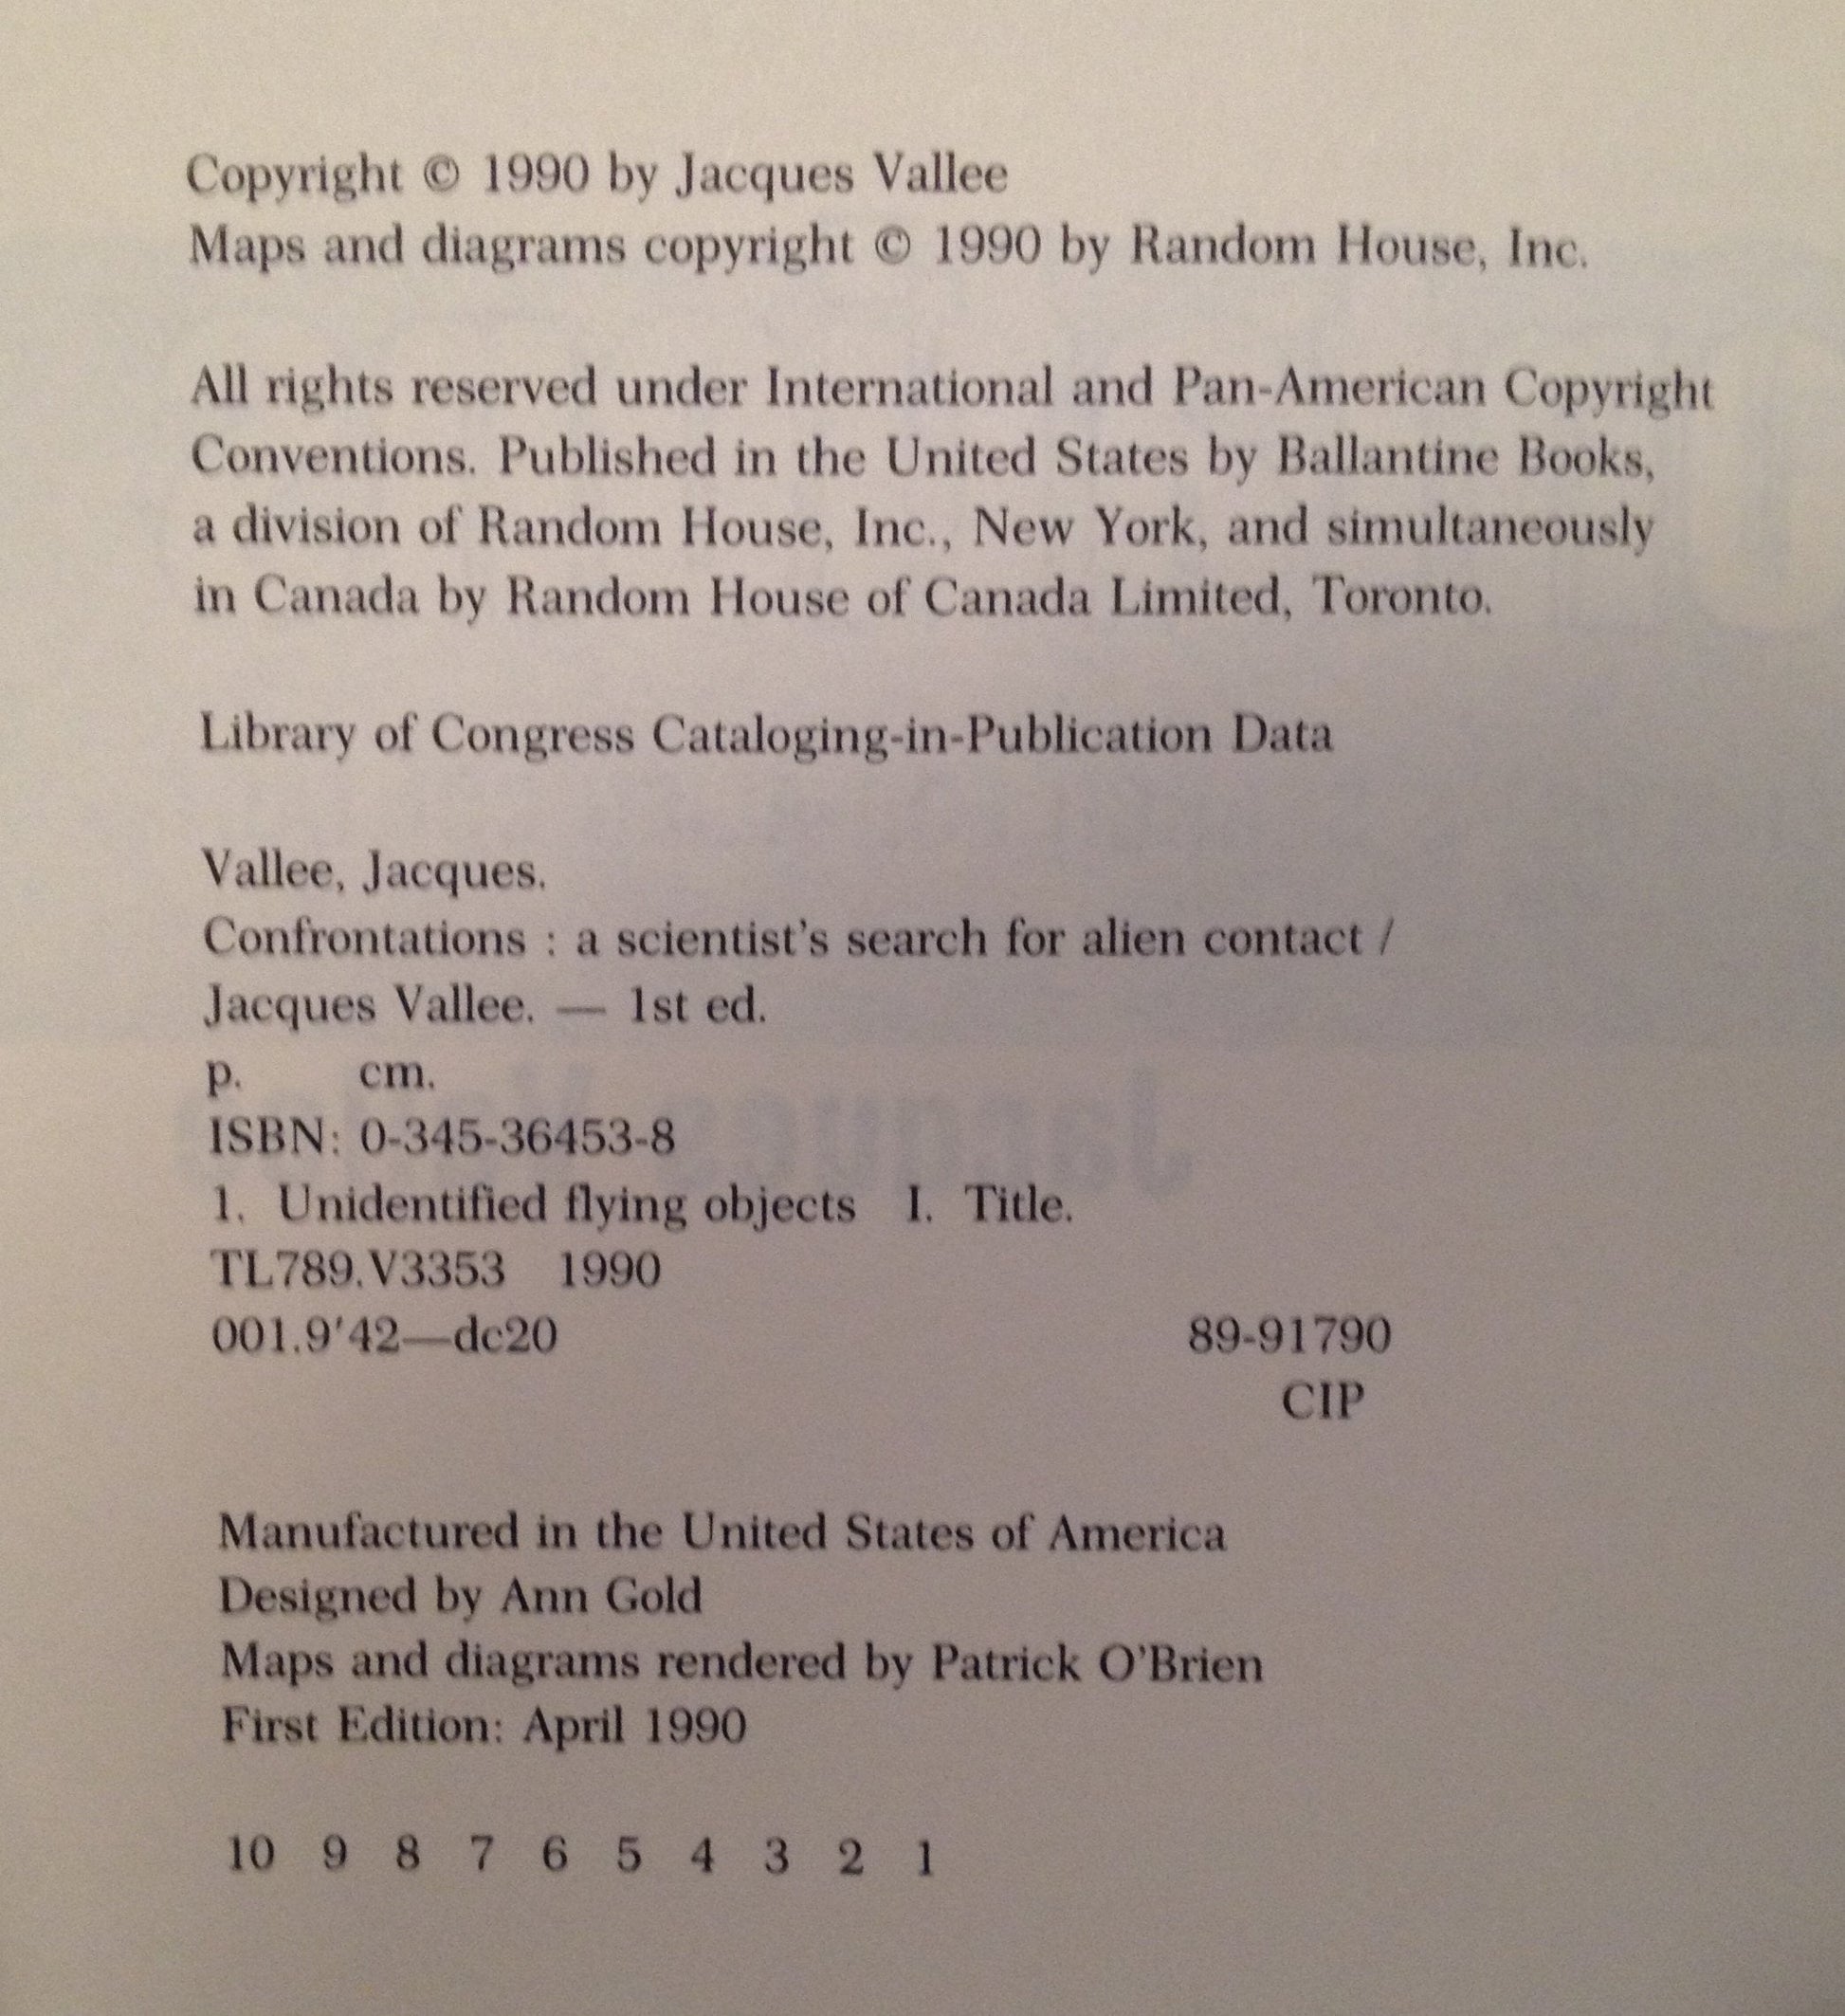 Copyright © 1990 by Jacques Vallee
Maps and diagrams copyright © 1990 by Random House, Inc.
All rights reserved under International and Pan-American Copyright
Conventions. Published in the United States by Ballantine Books,
a division of Random House, Inc., New York, and simultaneously
in Canada by Random House of Canada Limited, Toronto.
Library of Congress Cataloging-in-Publication Data
Vallee, Jacques.
Confrontations : a scientist's search for alien contact /
Jacques Vallee. — 1st ed.
p. cm.
ISBN: 0-345-36453-8
1. Unidentified flying objects I. Title.
TL789.V3353 1990
001.9'42—dc20 89-91790
CIP
Manufactured in the United States of America
Designed by Ann Gold
Maps and diagrams rendered by Patrick O'Brien
First Edition: April 1990
10 9 8 7 6 5 4 3 2 1